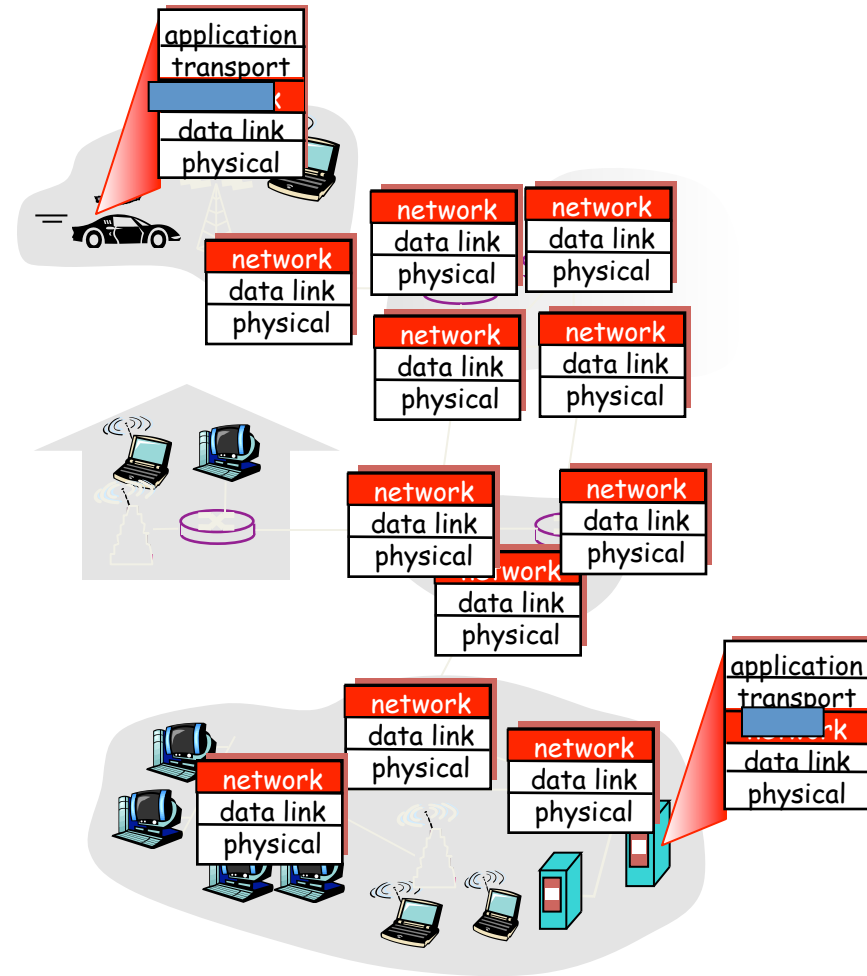 application
transport
data link
physical
network
data link
physical
network
data link
physical
network
data link
physical
network
data link
physical
network
data link
physical
network
data link
physical
network
data link
physical
network
data link
physical
application
transport
data link
physical
network
data link
physical
network
data link
physical
network
data link
physical